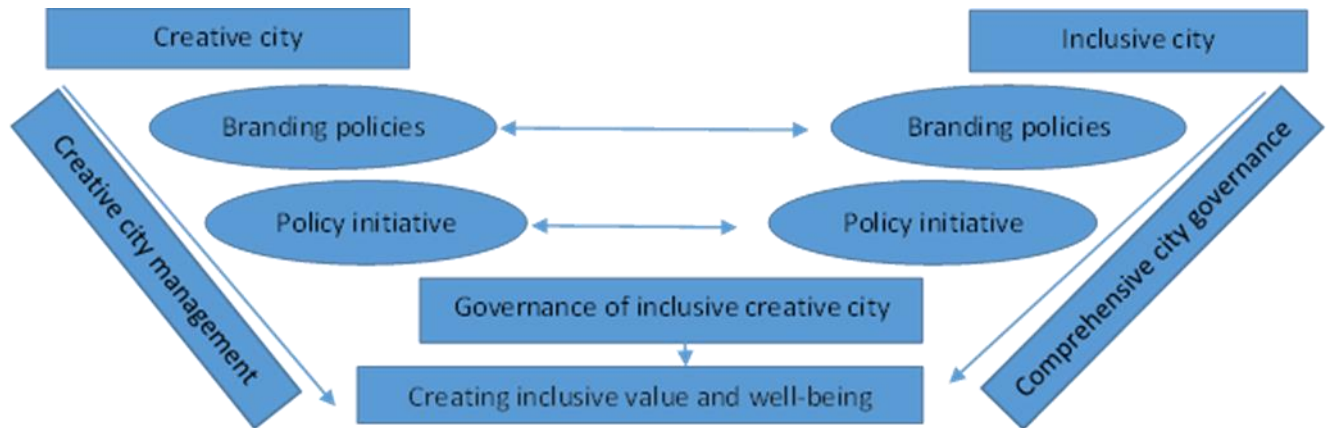 Creative city
Inclusive city
Branding policies
Branding policies
Creative city management
Comprehensive city governance
Policy initiative
Policy initiative
Governance of inclusive creative city
Creating inclusive value and well-being